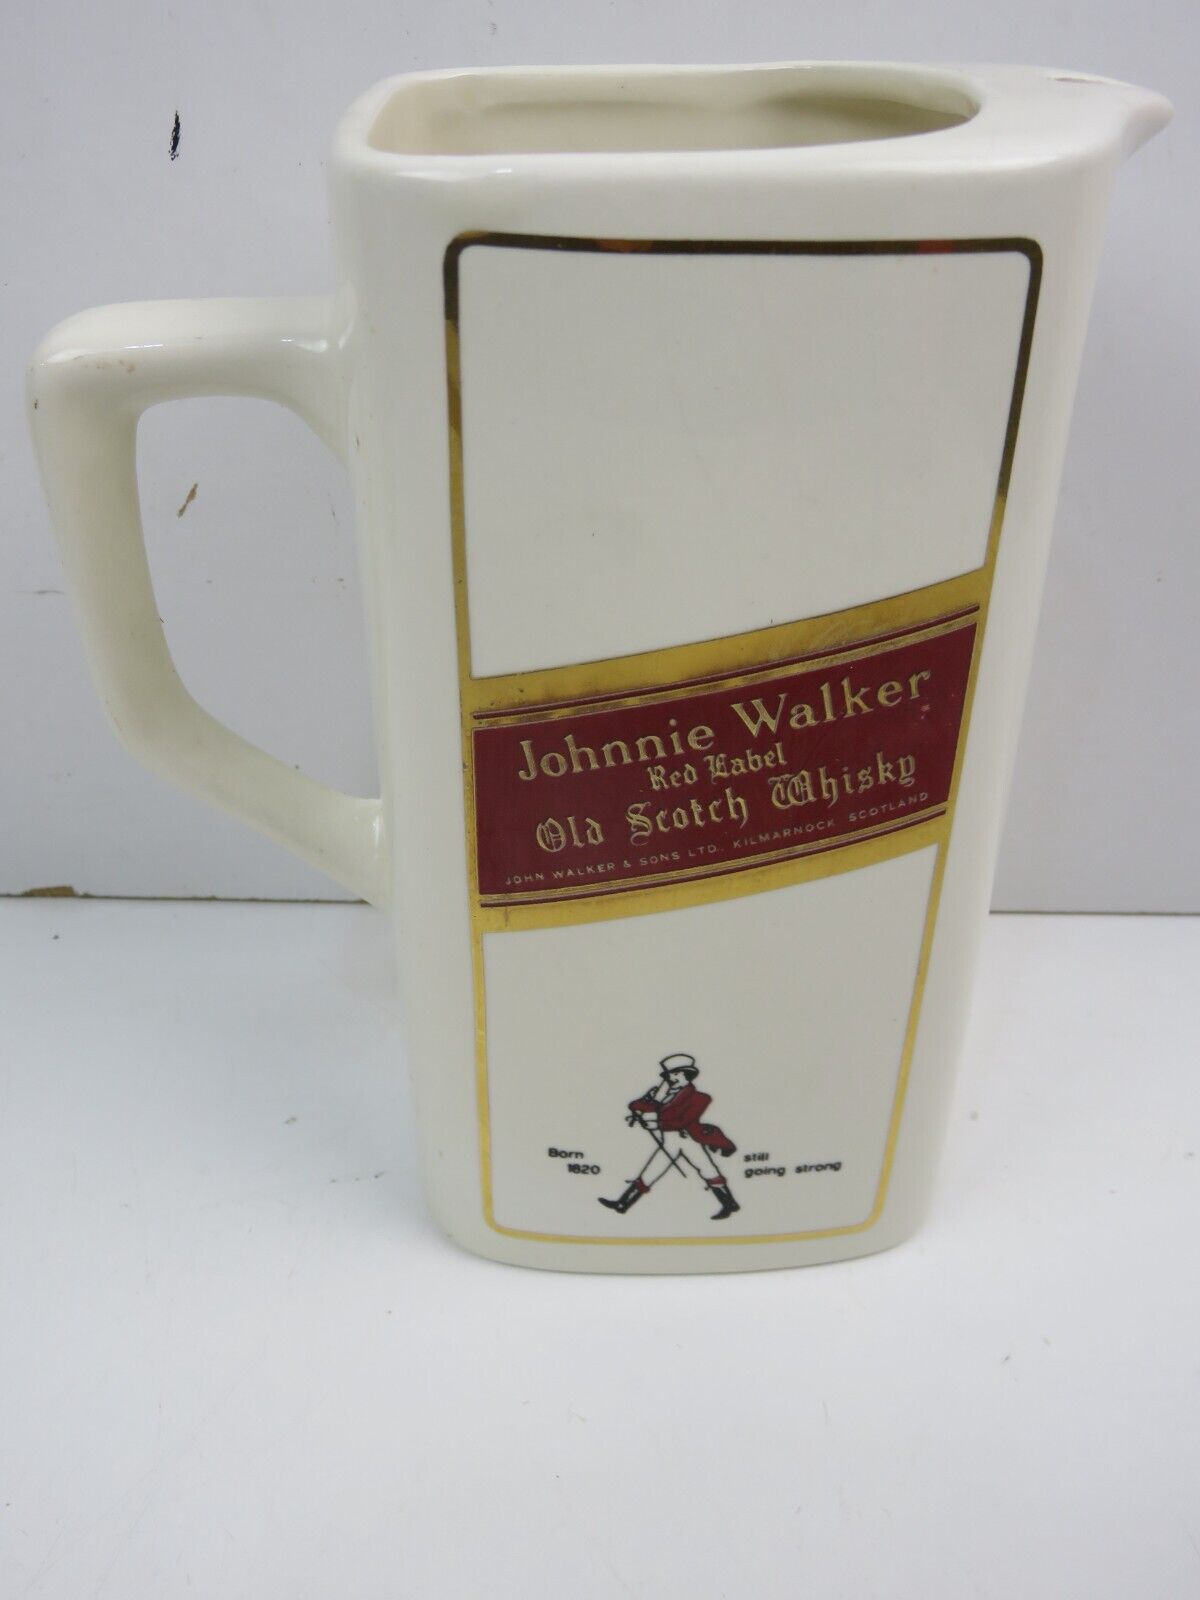 Johnnie Walker
Red Label
Old Scotch Whisky
JOHN WALKER & SONS LTD., KILMARNOCK, SCOTLAND
Born
1820
still
going strong